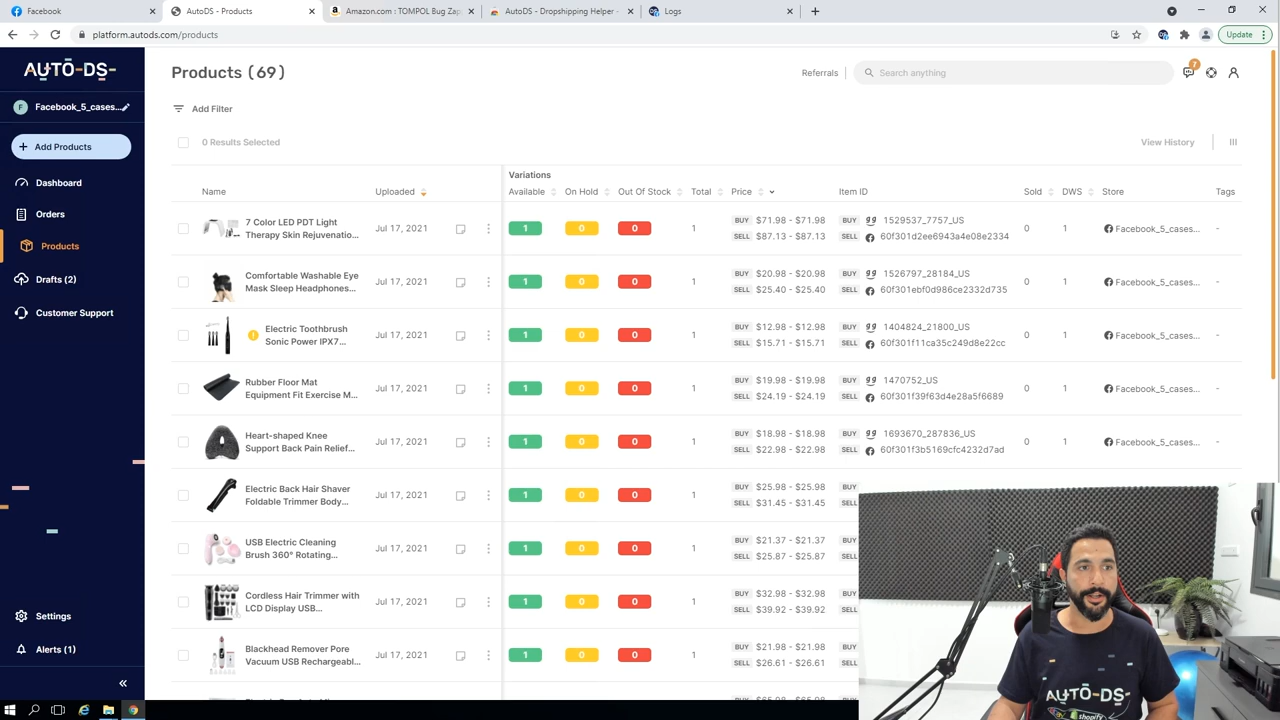 Facebook
AutoDS - Products
Amazon.com : TOMPOL Bug Zap
AutoDS - Dropshipping Helper -
Logs
platform.autods.com/products
Update
AUTO-DS-
F Facebook_5_cases...
Add Products
Dashboard
Orders
Products
Drafts (2)
Customer Support
Settings
Alerts (1)
Products (69)
Referrals
Search anything
7
Add Filter
0 Results Selected
View History
Variations
Name Uploaded Available On Hold Out Of Stock Total Price Item ID Sold DWS Store Tags
7 Color LED PDT Light
Therapy Skin Rejuvenatio...
Jul 17, 2021 1 0 0 1
BUY $71.98 - $71.98 BUY 1529537_7757_US
SELL $87.13 - $87.13 SELL 60f301d2ee6943a4e08e2334
0 1 Facebook_5_cases... -
Comfortable Washable Eye
Mask Sleep Headphones...
Jul 17, 2021 1 0 0 1
BUY $20.98 - $20.98 BUY 1526797_28184_US
SELL $25.40 - $25.40 SELL 60f301ebf0d986ce2332d735
0 1 Facebook_5_cases... -
Electric Toothbrush
Sonic Power IPX7...
Jul 17, 2021 1 0 0 1
BUY $12.98 - $12.98 BUY 1404824_21800_US
SELL $15.71 - $15.71 SELL 60f301f11ca35c249d8e22cc
0 1 Facebook_5_cases... -
Rubber Floor Mat
Equipment Fit Exercise M...
Jul 17, 2021 1 0 0 1
BUY $19.98 - $19.98 BUY 1470752_US
SELL $24.19 - $24.19 SELL 60f301f39f63d4e28a5f6689
0 1 Facebook_5_cases... -
Heart-shaped Knee
Support Back Pain Relief...
Jul 17, 2021 1 0 0 1
BUY $18.98 - $18.98 BUY 1693670_287836_US
SELL $22.98 - $22.98 SELL 60f301f3b5169cfc4232d7ad
0 1 Facebook_5_cases... -
Electric Back Hair Shaver
Foldable Trimmer Body...
Jul 17, 2021 1 0 0 1
BUY $25.98 - $25.98 BUY
SELL $31.45 - $31.45 SELL
USB Electric Cleaning
Brush 360° Rotating...
Jul 17, 2021 1 0 0 1
BUY $21.37 - $21.37 BUY
SELL $25.87 - $25.87 SELL
Cordless Hair Trimmer with
LCD Display USB...
Jul 17, 2021 1 0 0 1
BUY $32.98 - $32.98 BUY
SELL $39.92 - $39.92 SELL
Blackhead Remover Pore
Vacuum USB Rechargeabl...
Jul 17, 2021 1 0 0 1
BUY $21.98 - $21.98 BUY
SELL $26.61 - $26.61 SELL
AUTO-DS-
shopify